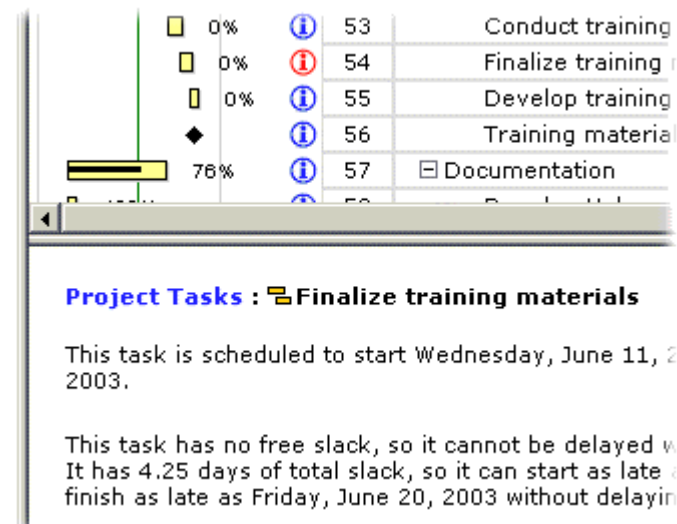 0% 53 Conduct training
0% 54 Finalize training
0% 55 Develop training
56 Training
76% 57 Documentation
Project Tasks : Finalize training materials
This task is scheduled to start Wednesday, June 11,
2003.
This task has no free slack, so it cannot be delayed
It has 4.25 days of total slack, so it can start as late
finish as late as Friday, June 20, 2003 without